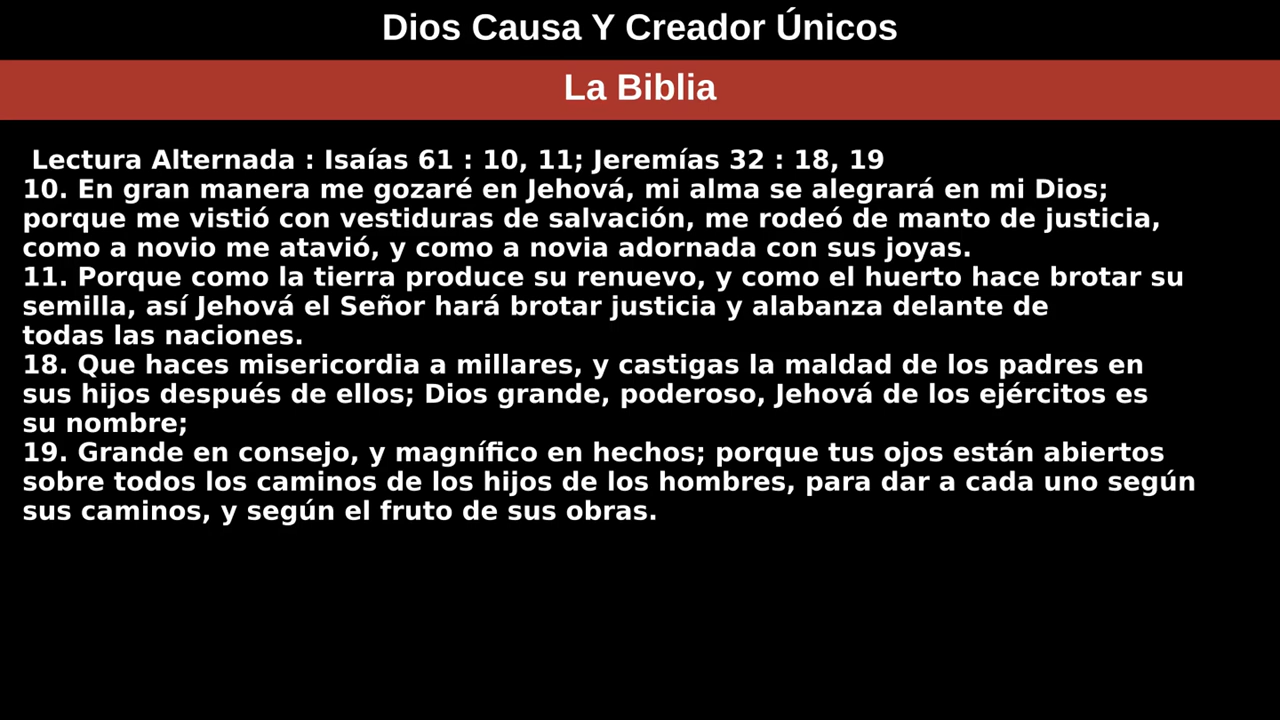 Dios Causa Y Creador Únicos
La Biblia
Lectura Alternada : Isaías 61 : 10, 11; Jeremías 32 : 18, 19
10. En gran manera me gozaré en Jehová, mi alma se alegrará en mi Dios;
porque me vistió con vestiduras de salvación, me rodeó de manto de justicia,
como a novio me atavió, y como a novia adornada con sus joyas.
11. Porque como la tierra produce su renuevo, y como el huerto hace brotar su
semilla, así Jehová el Señor hará brotar justicia y alabanza delante de
todas las naciones.
18. Que haces misericordia a millares, y castigas la maldad de los padres en
sus hijos después de ellos; Dios grande, poderoso, Jehová de los ejércitos es
su nombre;
19. Grande en consejo, y magnífico en hechos; porque tus ojos están abiertos
sobre todos los caminos de los hijos de los hombres, para dar a cada uno según
sus caminos, y según el fruto de sus obras.